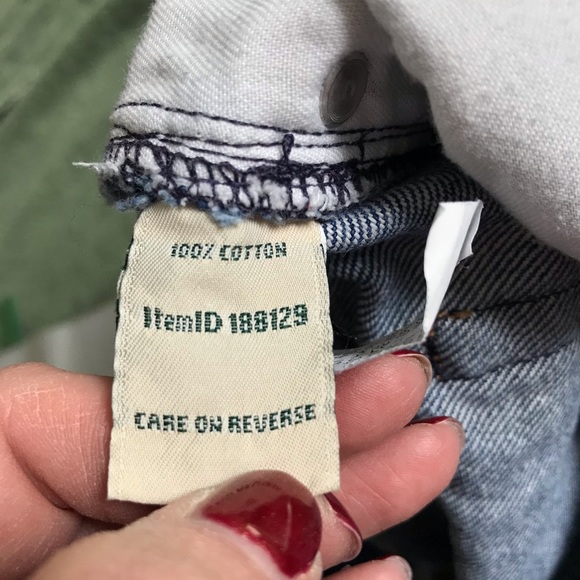 100% COTTON
ItemID 188129
CARE ON REVERSE